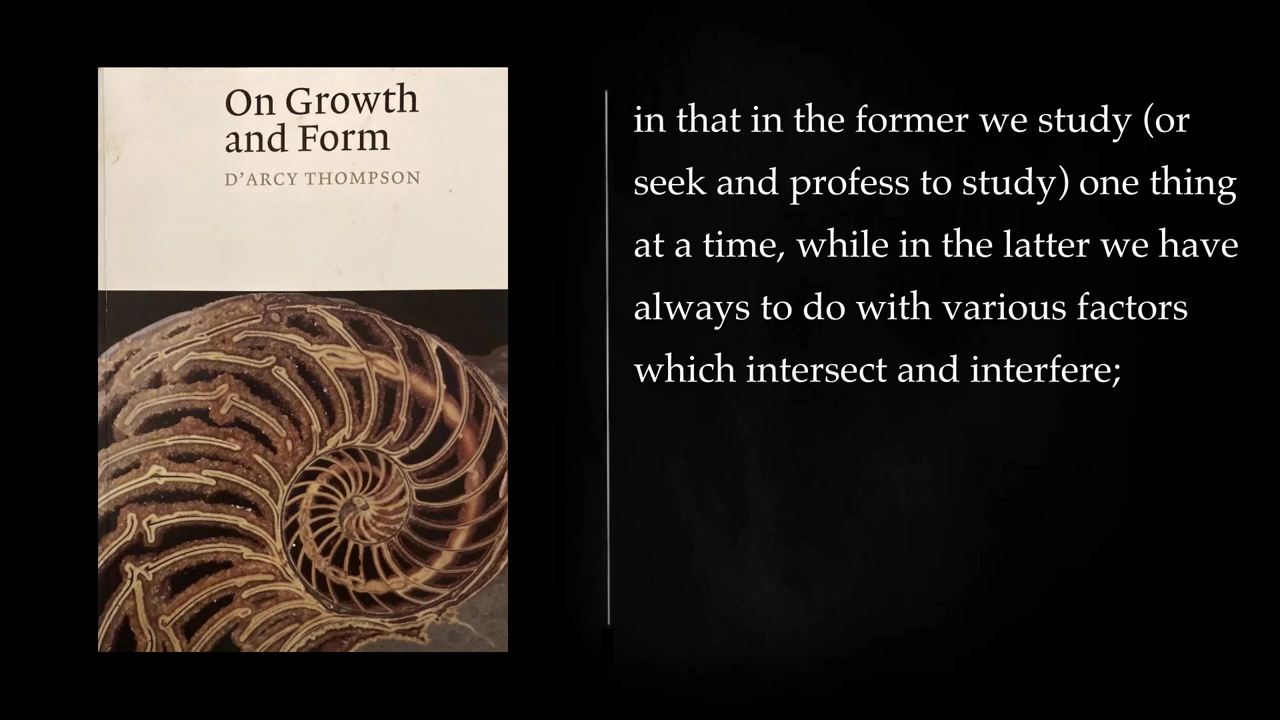 On Growth
and Form
D'ARCY THOMPSON
in that in the former we study (or
seek and profess to study) one thing
at a time, while in the latter we have
always to do with various factors
which intersect and interfere;